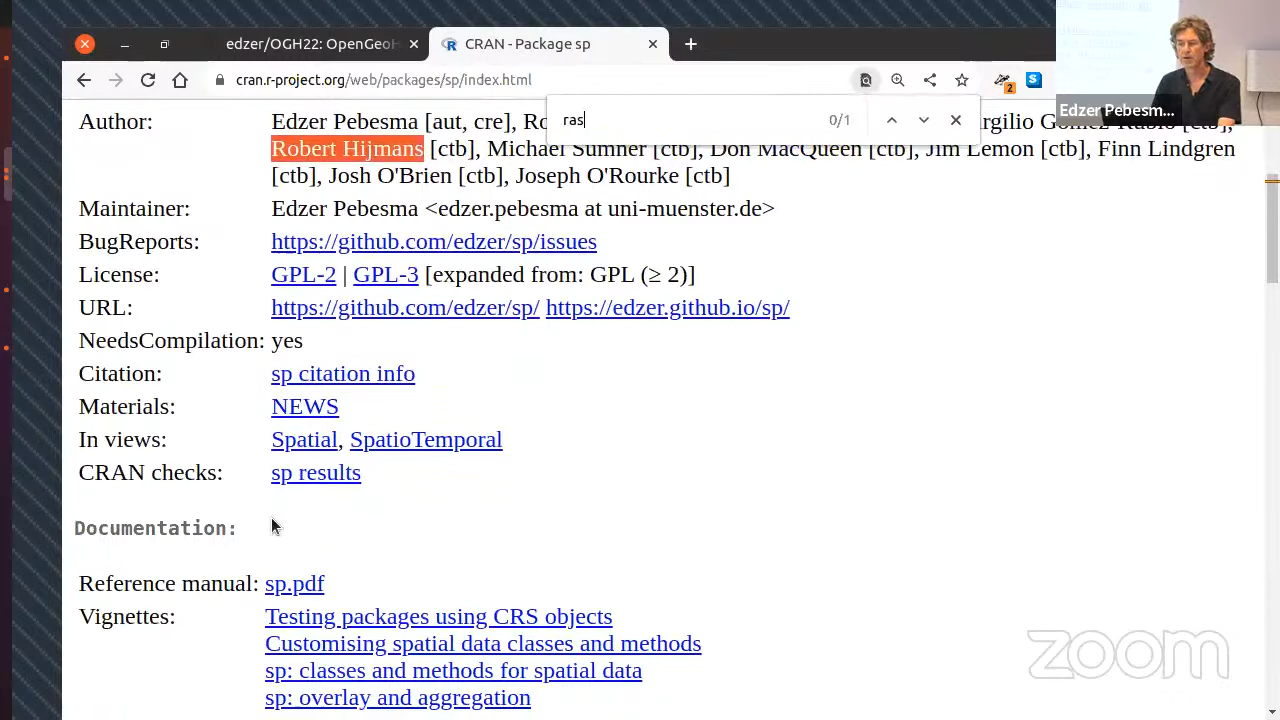 edzer/OGH22: OpenGeoH
CRAN - Package sp
cran.r-project.org/web/packages/sp/index.html
2
S
ras
0/1
Edzer Pebesm...
Author:
Edzer Pebesma [aut, cre], Ro
Robert Hijmans [ctb], Michael Sumner [ctb], Don MacQueen [ctb], Jim Lemon [ctb], Finn Lindgren
[ctb], Josh O'Brien [ctb], Joseph O'Rourke [ctb]
Maintainer: Edzer Pebesma <edzer.pebesma at uni-muenster.de>
BugReports: https://github.com/edzer/sp/issues
License: GPL-2 | GPL-3 [expanded from: GPL (≥ 2)]
URL: https://github.com/edzer/sp/ https://edzer.github.io/sp/
NeedsCompilation: yes
Citation: sp citation info
Materials: NEWS
In views: Spatial, SpatioTemporal
CRAN checks: sp results
Documentation:
Reference manual: sp.pdf
Vignettes: Testing packages using CRS objects
Customising spatial data classes and methods
sp: classes and methods for spatial data
sp: overlay and aggregation
zoom